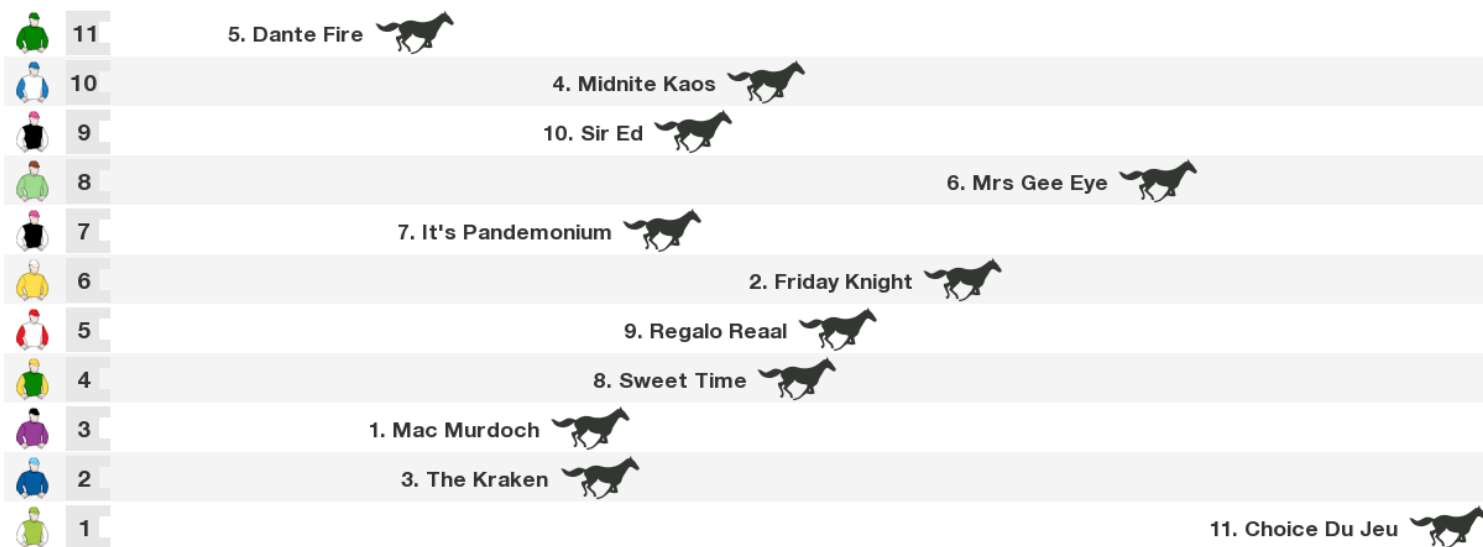 11 5. Dante Fire
10 4. Midnite Kaos
9 10. Sir Ed
8 6. Mrs Gee Eye
7 7. It's Pandemonium
6 2. Friday Knight
5 9. Regalo Reaal
4 8. Sweet Time
3 1. Mac Murdoch
2 3. The Kraken
1 11. Choice Du Jeu